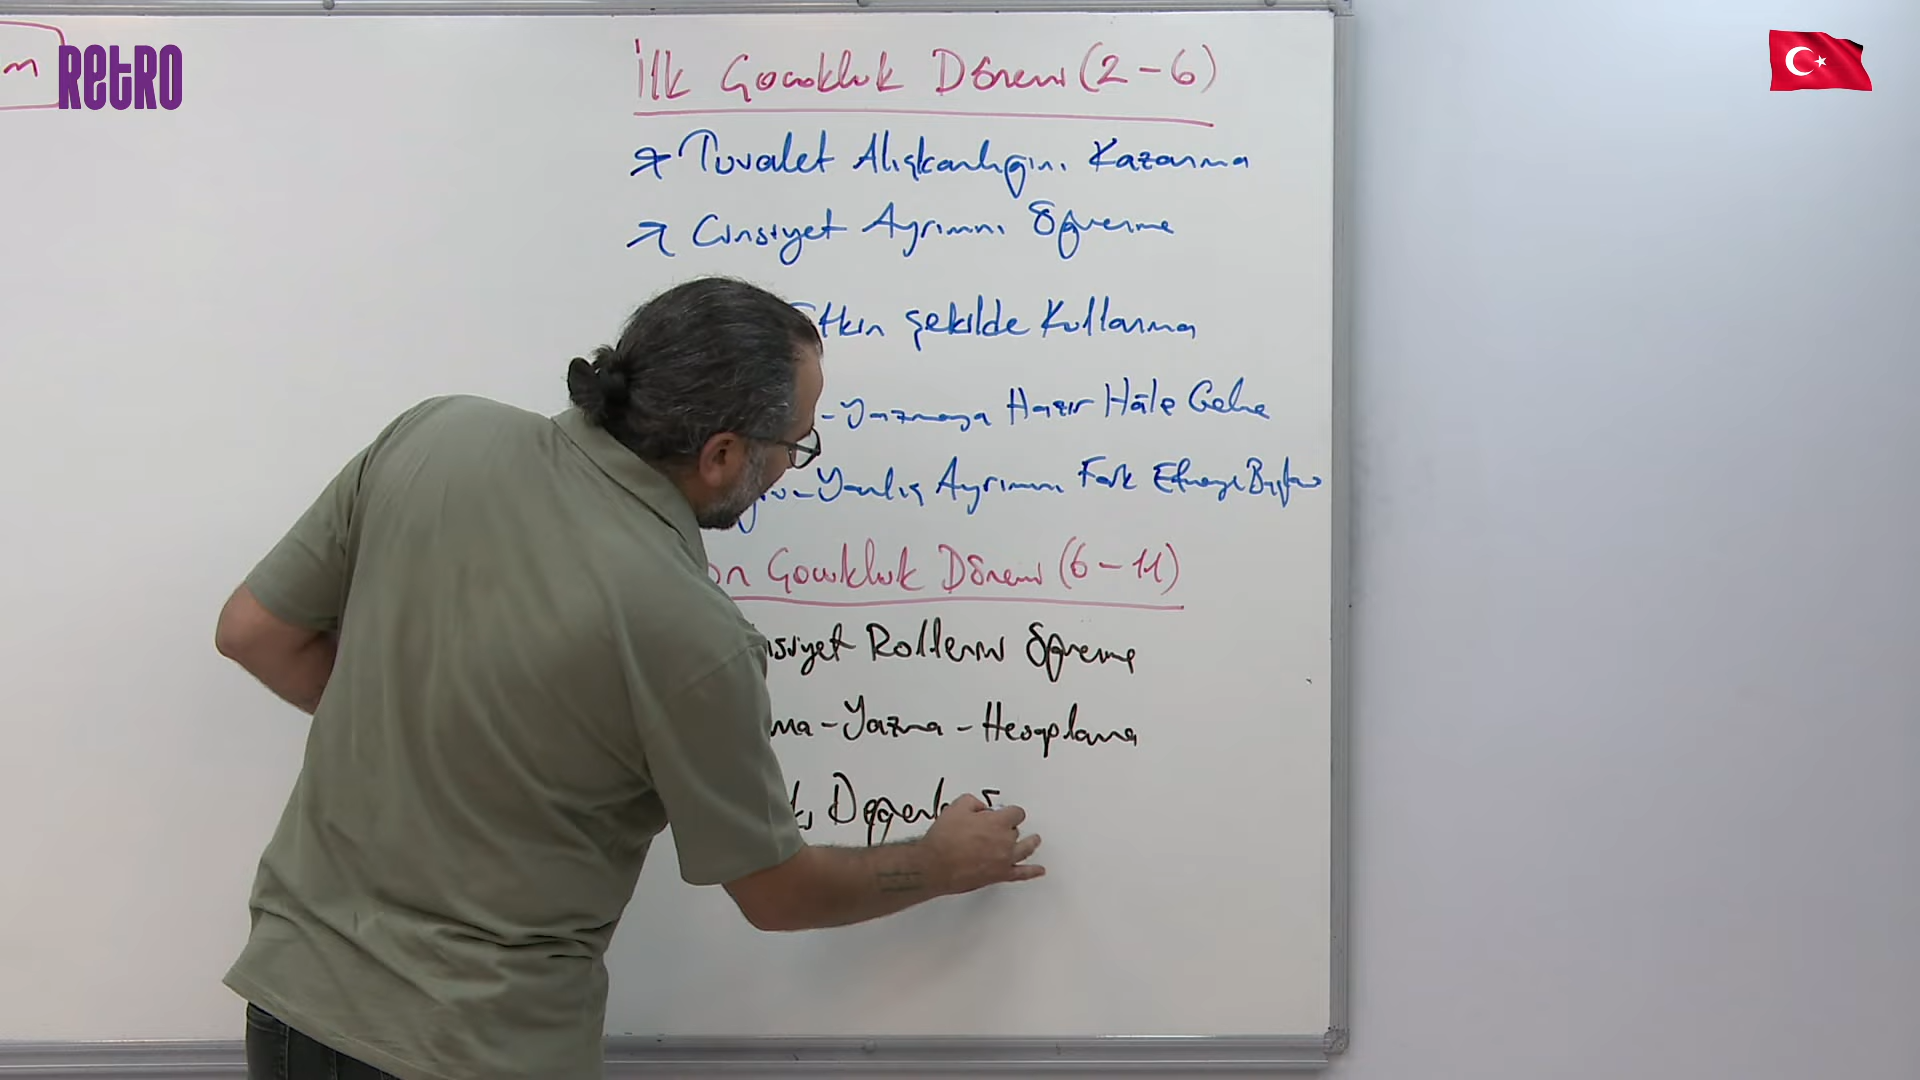 m
RETRO
İlk Çocukluk Dönemi (2-6)
→ Tuvalet Alışkanlığını Kazanma
→ Cinsiyet Ayrımını Öğrenme
Etkin şekilde Kullanma
-Yazmaya Hazır Hâle Gelme
-Yanlış Ayrımını Fark Etmeye Başlama
on Çocukluk Dönemi (6-11)
nsiyet Rollerini Öğrenme
ma-Yazma-Hesaplama